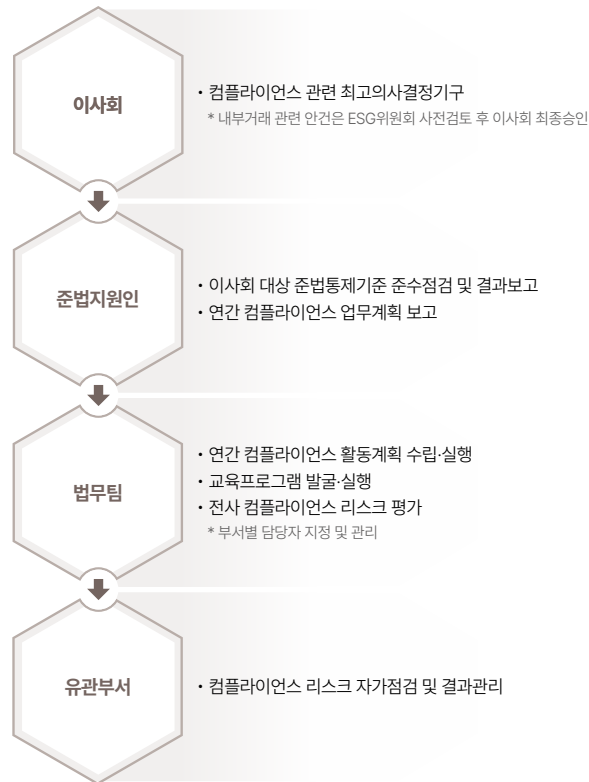 이사회
• 컴플라이언스 관련 최고의사결정기구
* 내부거래 관련 안건은 ESG위원회 사전검토 후 이사회 최종승인
준법지원인
• 이사회 대상 준법통제기준 준수점검 및 결과보고
• 연간 컴플라이언스 업무계획 보고
법무팀
• 연간 컴플라이언스 활동계획 수립·실행
• 교육프로그램 발굴·실행
• 전사 컴플라이언스 리스크 평가
* 부서별 담당자 지정 및 관리
유관부서
• 컴플라이언스 리스크 자가점검 및 결과관리